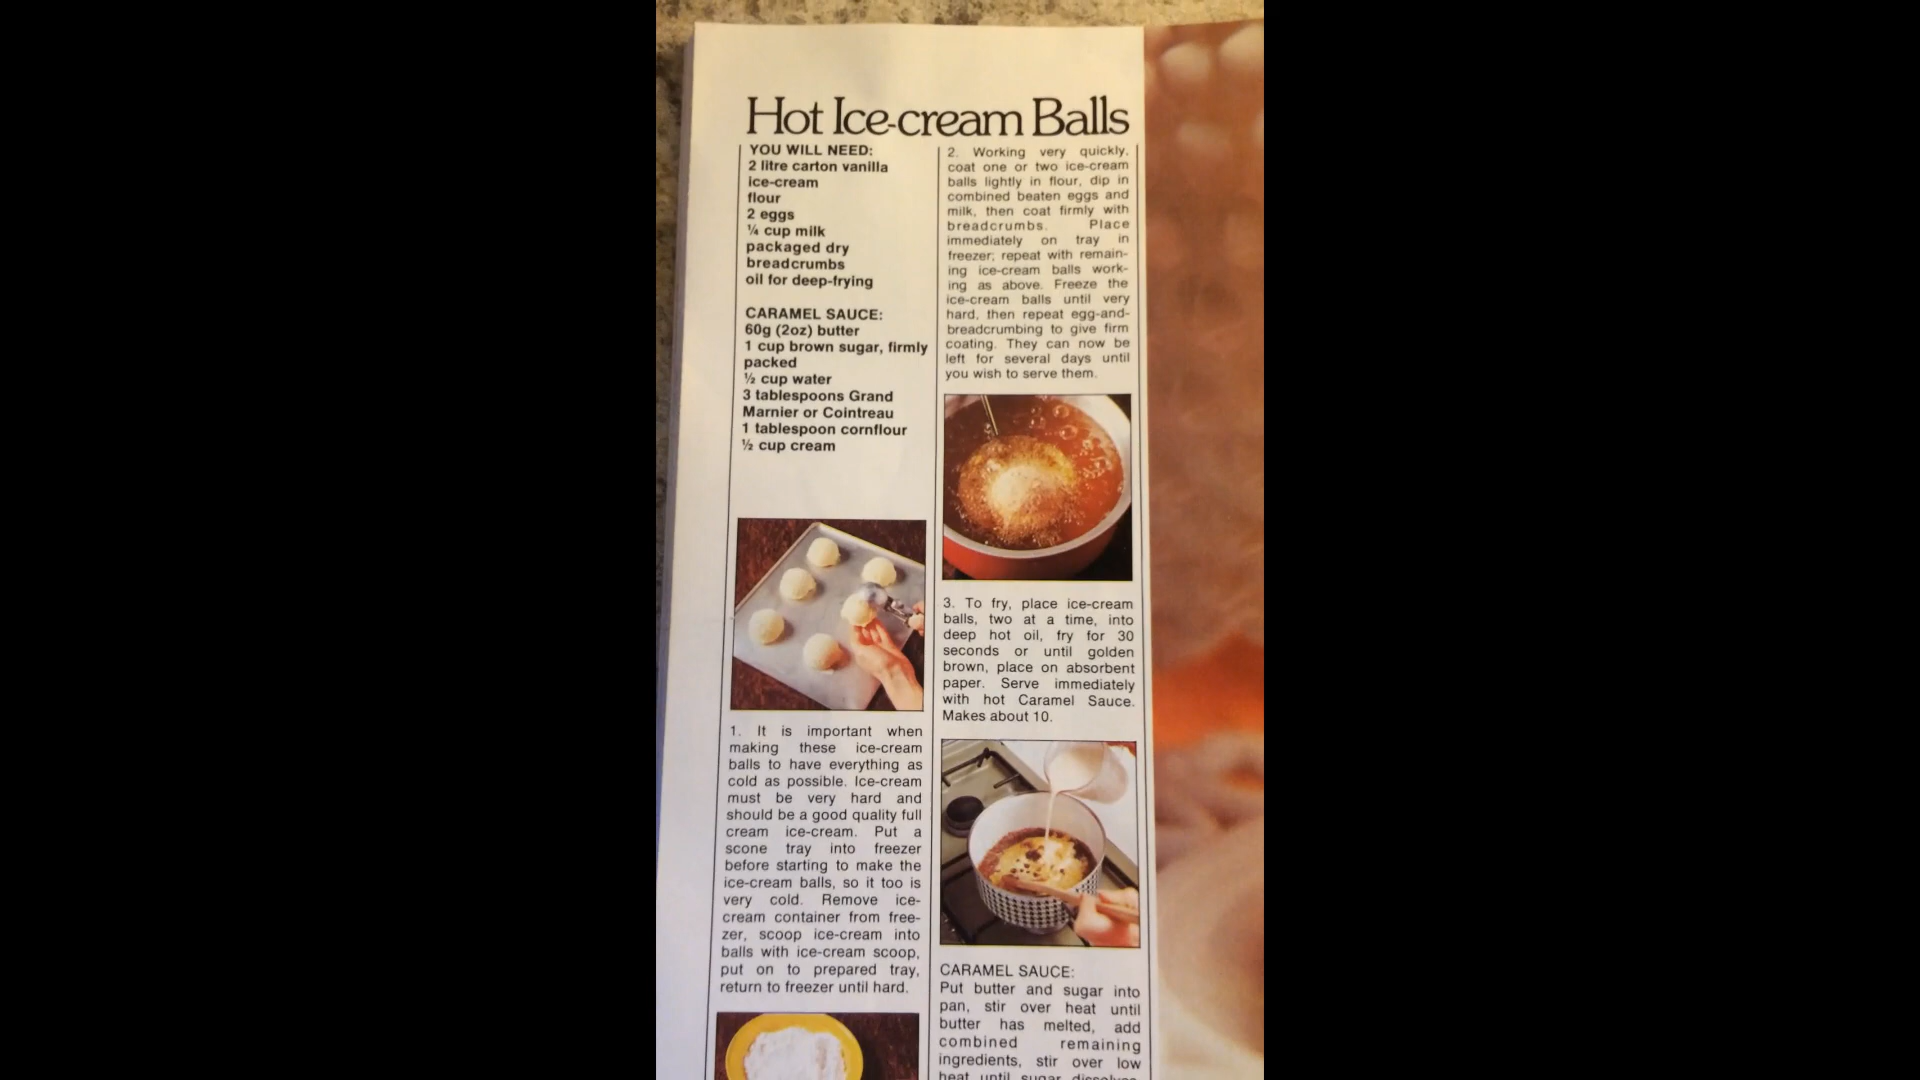 Hot Ice-cream Balls
YOU WILL NEED:
2 litre carton vanilla
ice-cream
flour
2 eggs
¼ cup milk
packaged dry
breadcrumbs
oil for deep-frying
CARAMEL SAUCE:
60g (2oz) butter
1 cup brown sugar, firmly
packed
½ cup water
3 tablespoons Grand
Marnier or Cointreau
1 tablespoon cornflour
½ cup cream
1. It is important when
making these ice-cream
balls to have everything as
cold as possible. Ice-cream
must be very hard and
should be a good quality full
cream ice-cream. Put a
scone tray into freezer
before starting to make the
ice-cream balls, so it too is
very cold. Remove ice-
cream container from free-
zer, scoop ice-cream into
balls with ice-cream scoop,
put on to prepared tray,
return to freezer until hard.
2. Working very quickly,
coat one or two ice-cream
balls lightly in flour, dip in
combined beaten eggs and
milk, then coat firmly with
breadcrumbs. Place
immediately on tray in
freezer; repeat with remain-
ing ice-cream balls work-
ing as above. Freeze the
ice-cream balls until very
hard, then repeat egg-and-
breadcrumbing to give firm
coating. They can now be
left for several days until
you wish to serve them.
3. To fry, place ice-cream
balls, two at a time, into
deep hot oil, fry for 30
seconds or until golden
brown, place on absorbent
paper. Serve immediately
with hot Caramel Sauce.
Makes about 10.
CARAMEL SAUCE:
Put butter and sugar into
pan, stir over heat until
butter has melted, add
combined remaining
ingredients, stir over low
heat until sugar dissolves,